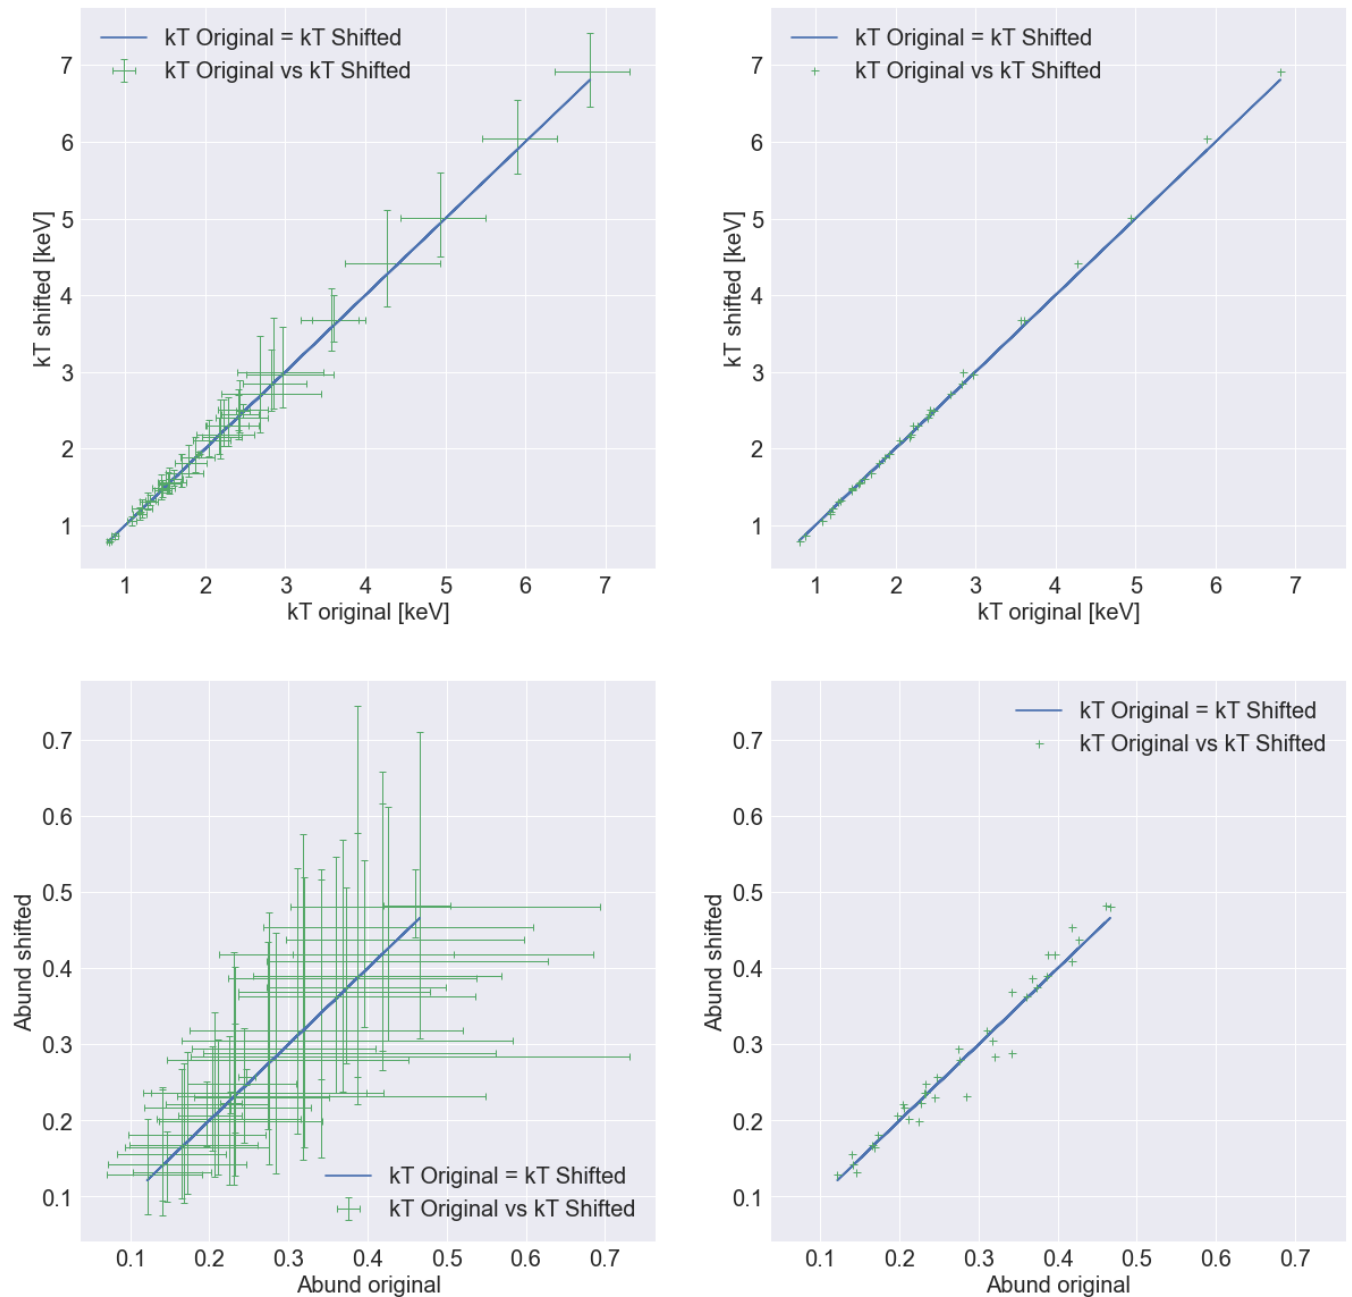 kT Original = kT Shifted
kT Original vs kT Shifted
7
6
5
4
3
2
1
kT shifted [keV]
1 2 3 4 5 6 7
kT original [keV]
kT Original = kT Shifted
kT Original vs kT Shifted
7
6
5
4
3
2
1
kT shifted [keV]
1 2 3 4 5 6 7
kT original [keV]
0.7
0.6
0.5
0.4
0.3
0.2
0.1
Abund shifted
kT Original = kT Shifted
kT Original vs kT Shifted
0.1 0.2 0.3 0.4 0.5 0.6 0.7
Abund original
kT Original = kT Shifted
kT Original vs kT Shifted
0.7
0.6
0.5
0.4
0.3
0.2
0.1
Abund shifted
0.1 0.2 0.3 0.4 0.5 0.6 0.7
Abund original